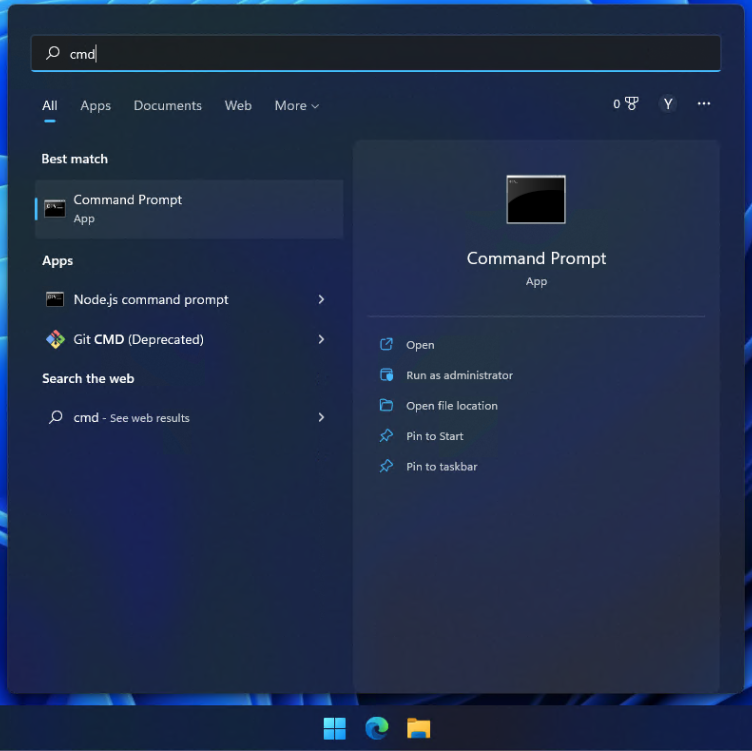 cmd
All Apps Documents Web More 0 Y ...
Best match
Command Prompt
App
Apps
Node.js command prompt
Git CMD (Deprecated)
Search the web
cmd - See web results
Command Prompt
App
Open
Run as administrator
Open file location
Pin to Start
Pin to taskbar